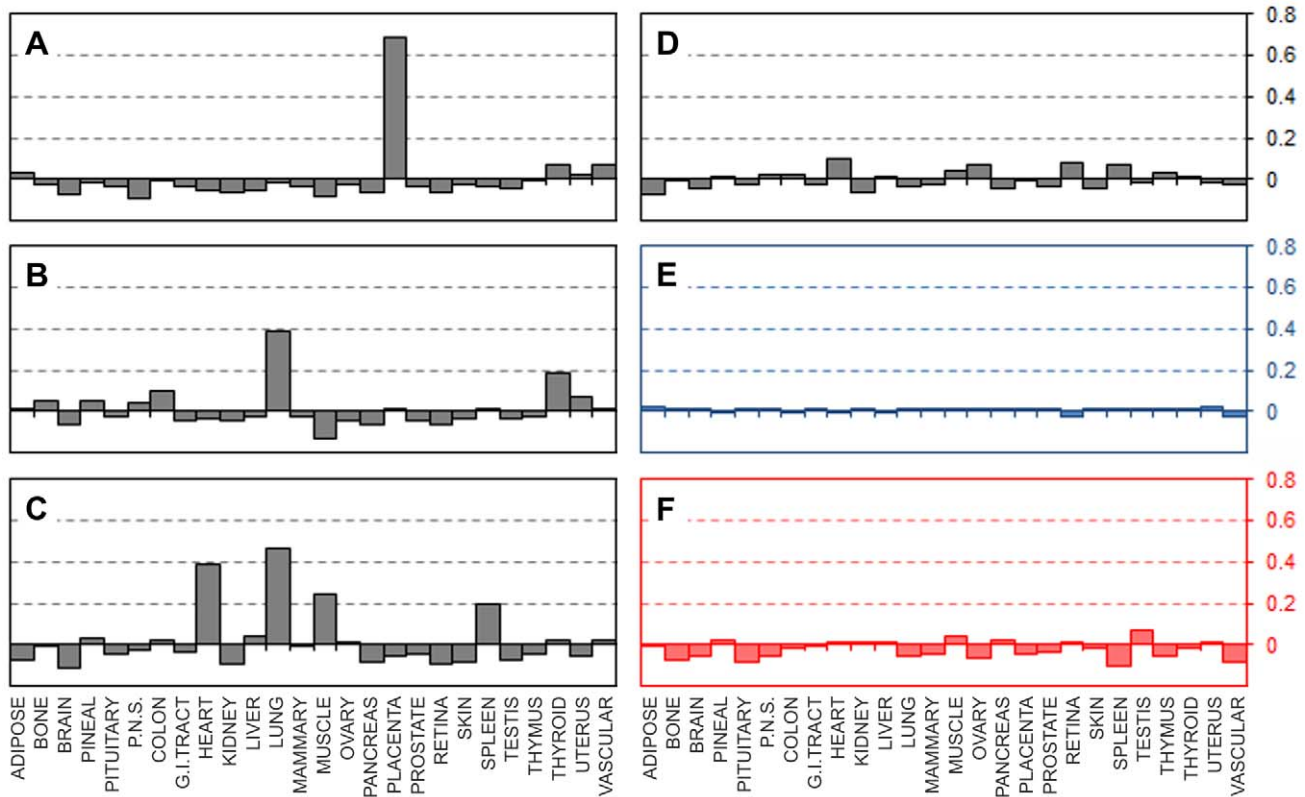 A
D
0.8
0.6
0.4
0.2
0
B
E
0.8
0.6
0.4
0.2
0
C
F
0.8
0.6
0.4
0.2
0
ADIPOSE
BONE
BRAIN
PINEAL
PITUITARY
P.N.S.
COLON
G.I.TRACT
HEART
KIDNEY
LIVER
LUNG
MAMMARY
MUSCLE
OVARY
PANCREAS
PLACENTA
PROSTATE
RETINA
SKIN
SPLEEN
TESTIS
THYMUS
THYROID
UTERUS
VASCULAR
ADIPOSE
BONE
BRAIN
PINEAL
PITUITARY
P.N.S.
COLON
G.I.TRACT
HEART
KIDNEY
LIVER
LUNG
MAMMARY
MUSCLE
OVARY
PANCREAS
PLACENTA
PROSTATE
RETINA
SKIN
SPLEEN
TESTIS
THYMUS
THYROID
UTERUS
VASCULAR